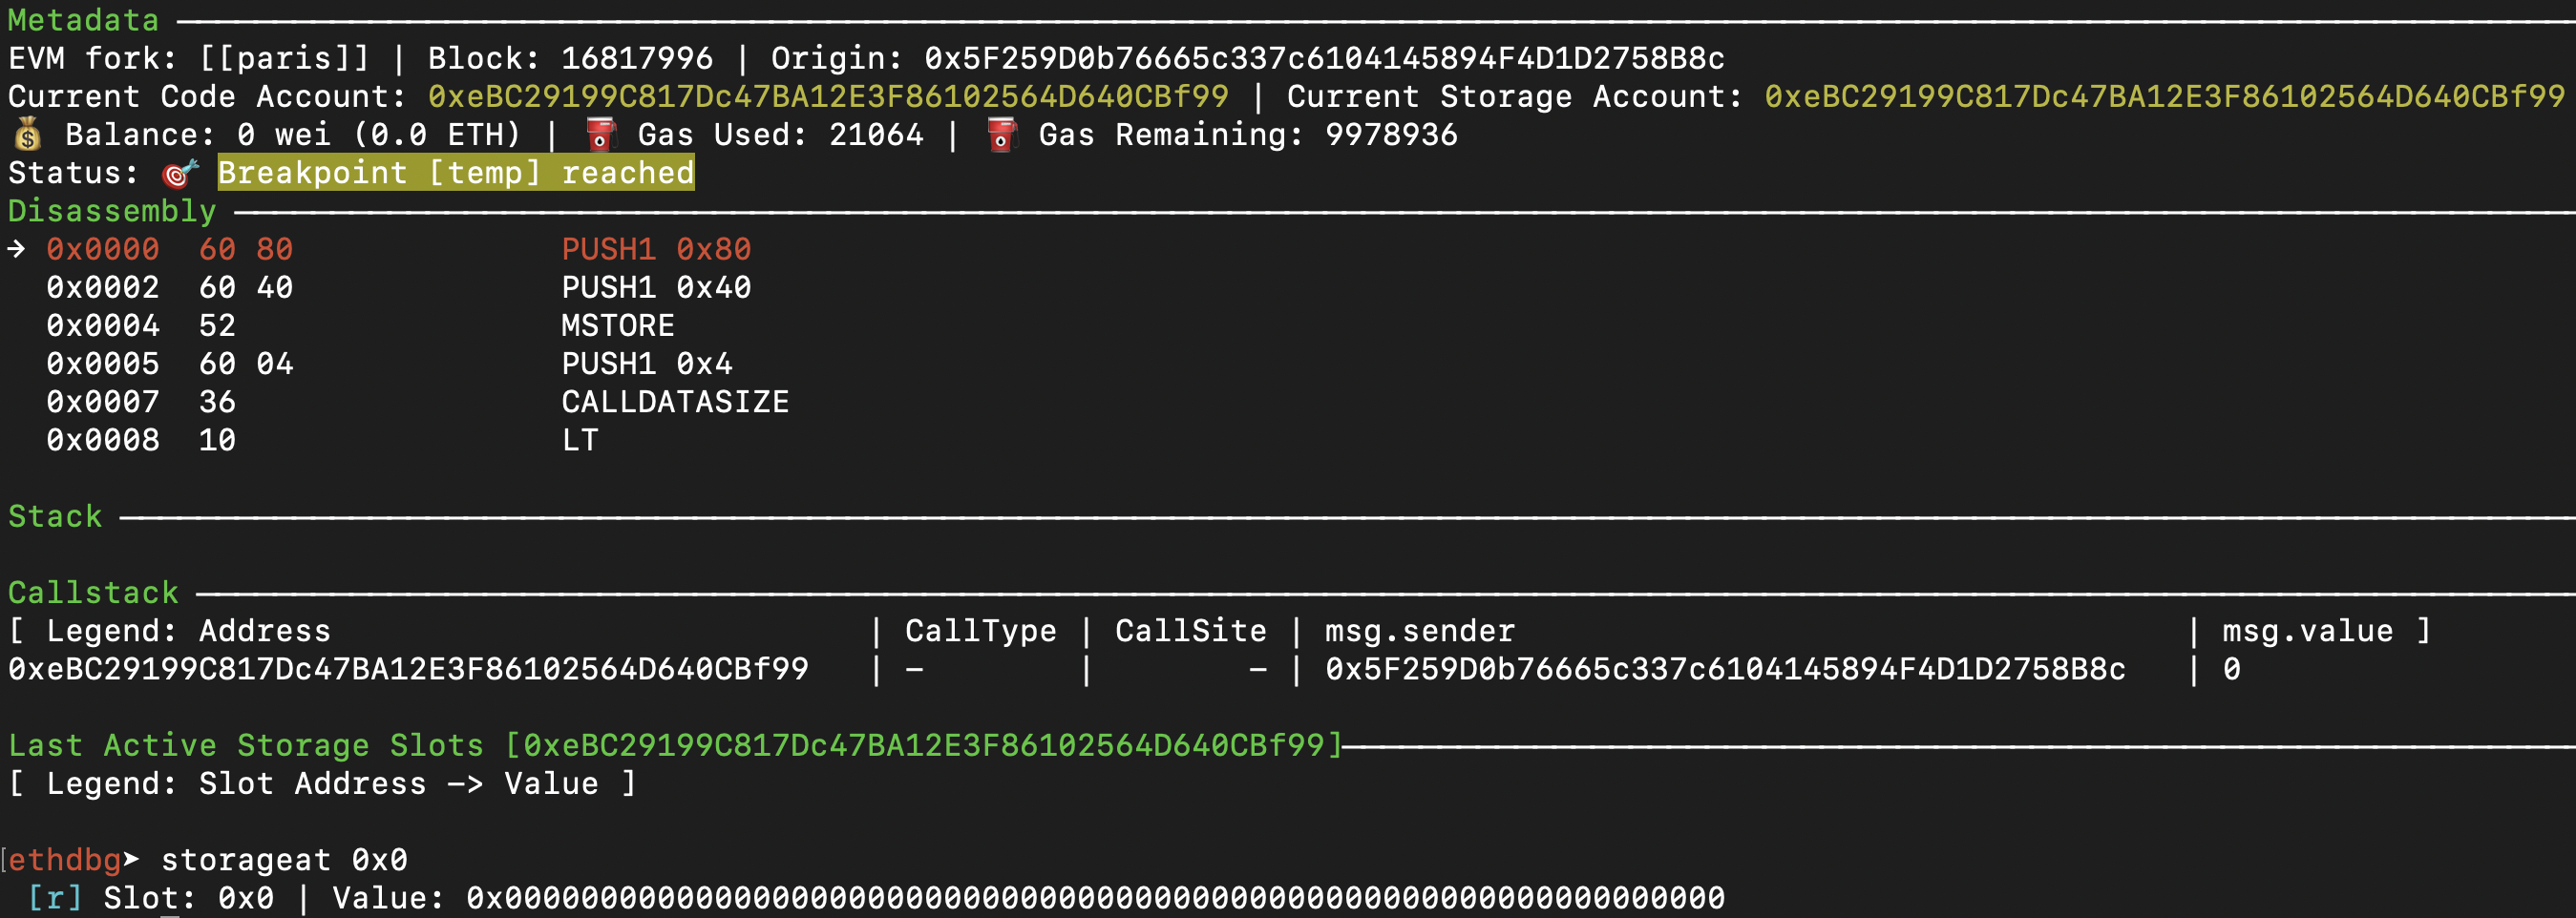 Metadata
EVM fork: [[paris]] | Block: 16817996 | Origin: 0x5F259D0b76665c337c6104145894F4D1D2758B8c
Current Code Account: 0xeBC29199C817Dc47BA12E3F86102564D640CBf99 | Current Storage Account: 0xeBC29199C817Dc47BA12E3F86102564D640CBf99
💰 Balance: 0 wei (0.0 ETH) | ⛽ Gas Used: 21064 | ⛽ Gas Remaining: 9978936
Status: 🎯 Breakpoint [temp] reached
Disassembly
→ 0x0000 60 80 PUSH1 0x80
0x0002 60 40 PUSH1 0x40
0x0004 52 MSTORE
0x0005 60 04 PUSH1 0x4
0x0007 36 CALLDATASIZE
0x0008 10 LT
Stack
Callstack
[ Legend: Address | CallType | CallSite | msg.sender | msg.value ]
0xeBC29199C817Dc47BA12E3F86102564D640CBf99 | - | - | 0x5F259D0b76665c337c6104145894F4D1D2758B8c | 0
Last Active Storage Slots [0xeBC29199C817Dc47BA12E3F86102564D640CBf99]
[ Legend: Slot Address -> Value ]
[ethdbg➤ storageat 0x0
[r] Slot: 0x0 | Value: 0x0000000000000000000000000000000000000000000000000000000000000000